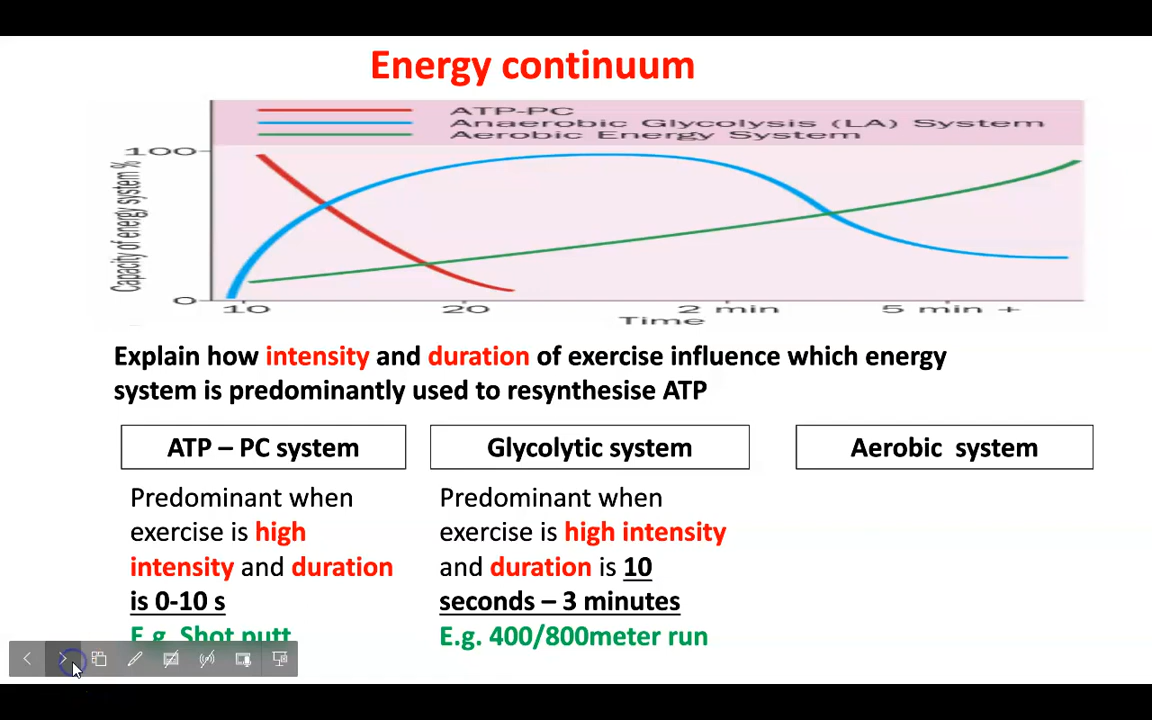 Energy continuum
ATP-PC
Anaerobic Glycolysis (LA) System
Aerobic Energy System
100
Capacity of energy system %
0
10 20 2 min 5 min +
Time
Explain how intensity and duration of exercise influence which energy
system is predominantly used to resynthesise ATP
ATP – PC system
Glycolytic system
Aerobic system
Predominant when
exercise is high
intensity and duration
is 0-10 s
E.g. Shot putt
Predominant when
exercise is high intensity
and duration is 10
seconds – 3 minutes
E.g. 400/800meter run